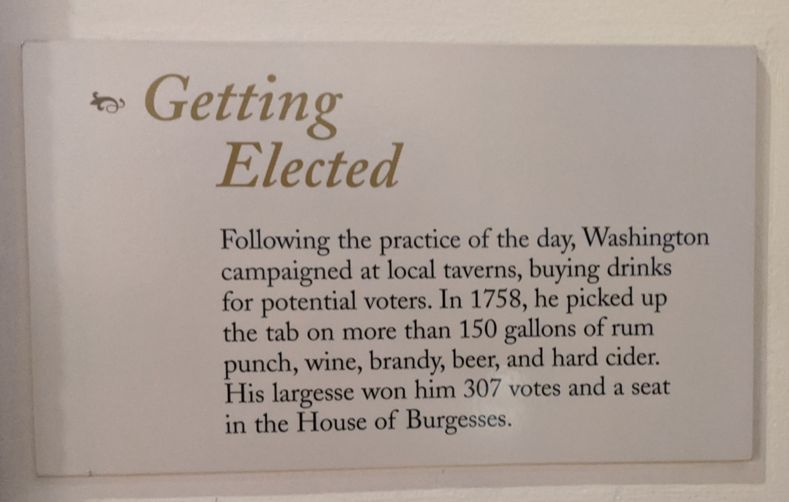 Getting
Elected
Following the practice of the day, Washington
campaigned at local taverns, buying drinks
for potential voters. In 1758, he picked up
the tab on more than 150 gallons of rum
punch, wine, brandy, beer, and hard cider.
His largesse won him 307 votes and a seat
in the House of Burgesses.